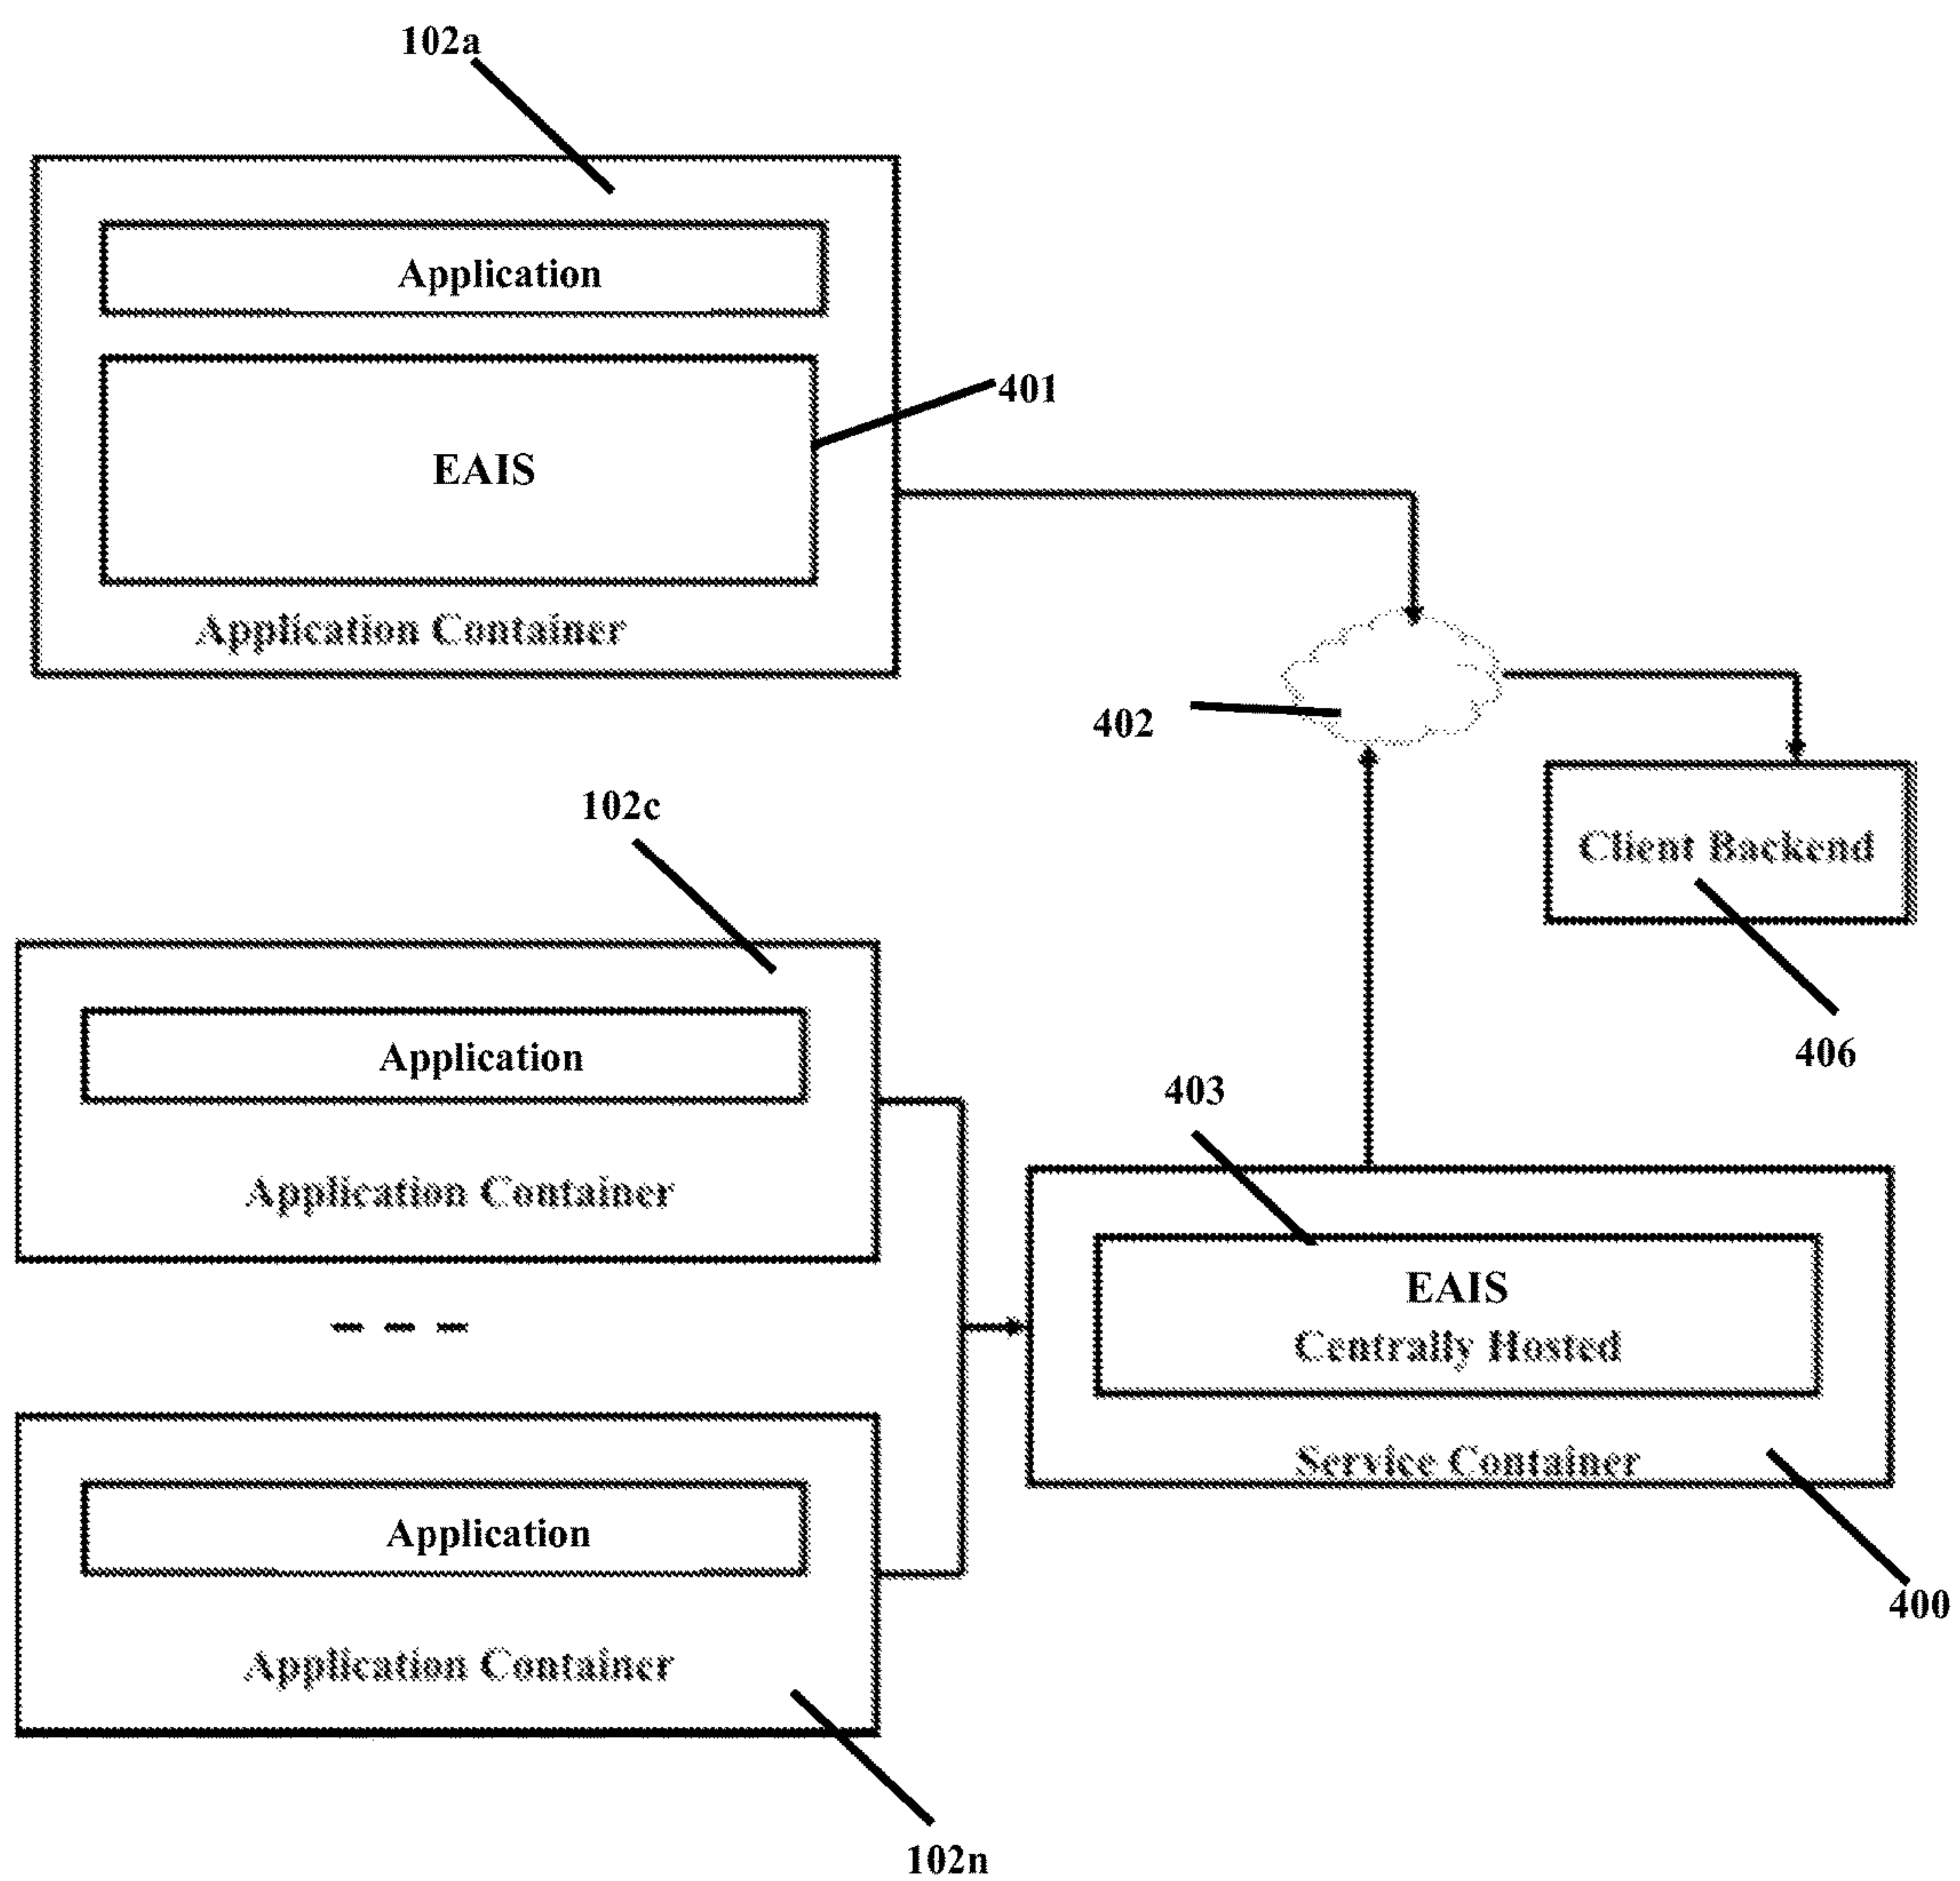 102a
Application
EAIS
401
Application Container
402
Client Backend
406
102c
Application
Application Container
403
EAIS
Centrally Hosted
Service Container
400
Application
Application Container
102n